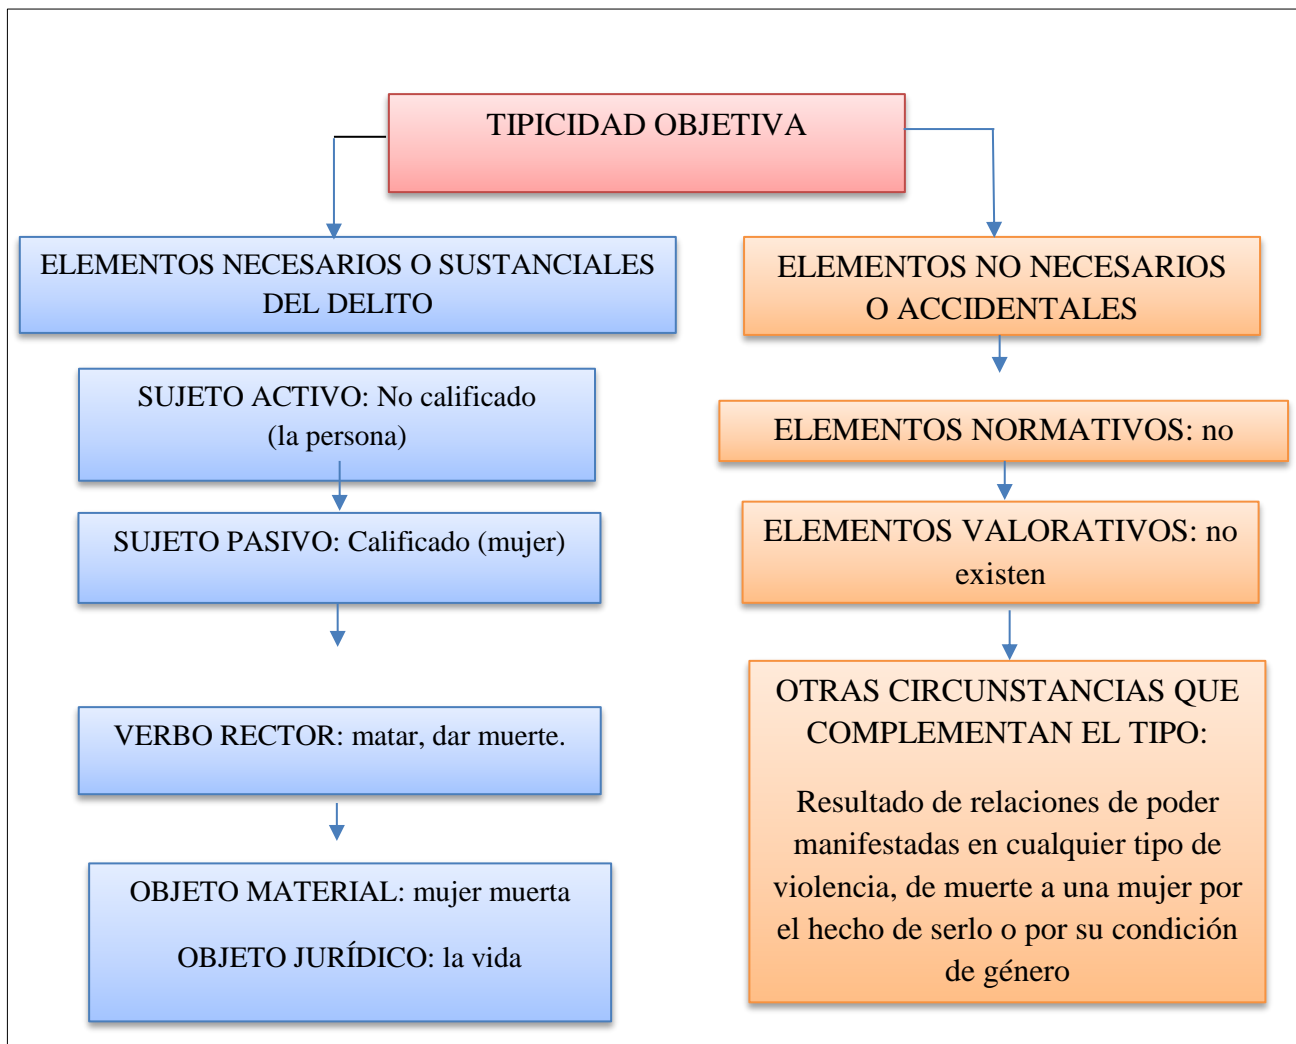 TIPICIDAD OBJETIVA
ELEMENTOS NECESARIOS O SUSTANCIALES
DEL DELITO
SUJETO ACTIVO: No calificado
(la persona)
SUJETO PASIVO: Calificado (mujer)
VERBO RECTOR: matar, dar muerte.
OBJETO MATERIAL: mujer muerta
OBJETO JURÍDICO: la vida
ELEMENTOS NO NECESARIOS
O ACCIDENTALES
ELEMENTOS NORMATIVOS: no
ELEMENTOS VALORATIVOS: no
existen
OTRAS CIRCUNSTANCIAS QUE
COMPLEMENTAN EL TIPO:
Resultado de relaciones de poder
manifestadas en cualquier tipo de
violencia, de muerte a una mujer por
el hecho de serlo o por su condición
de género